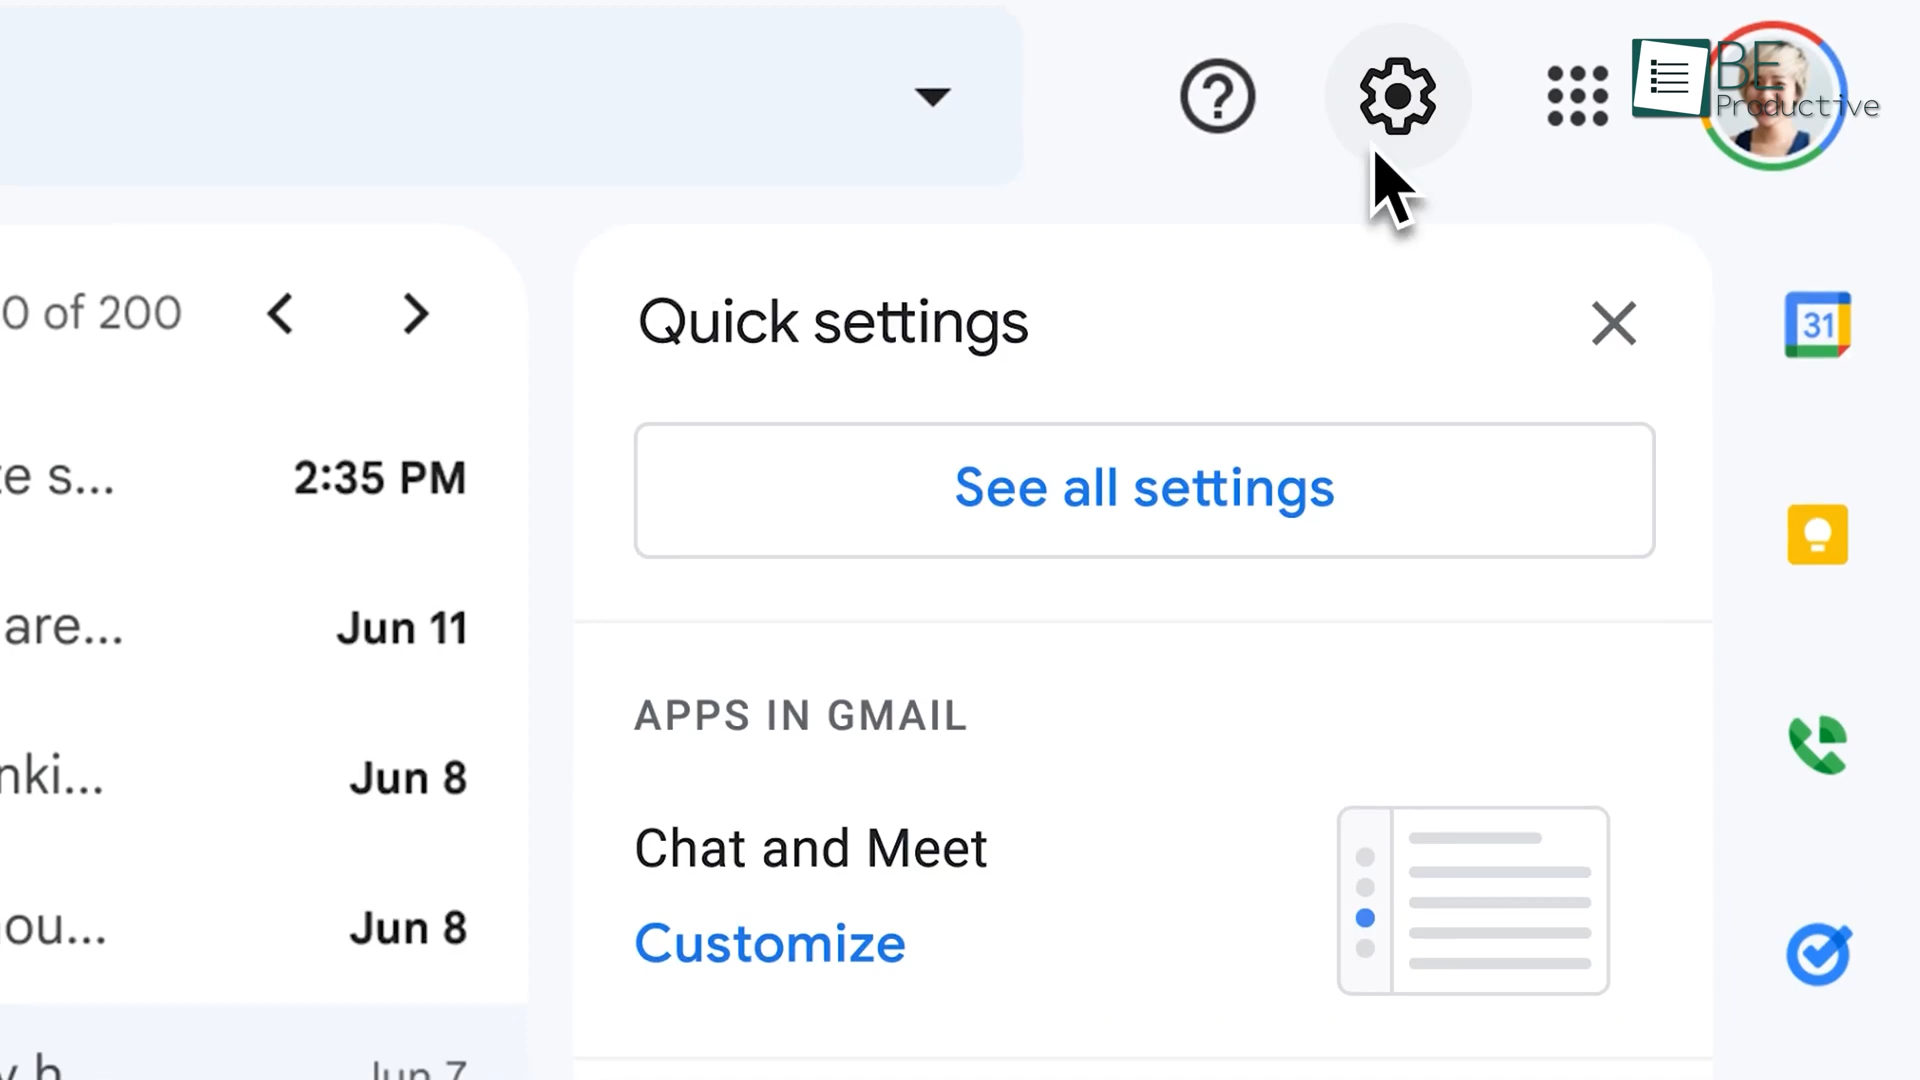 BE
Productive
0 of 200
Quick settings
31
See all settings
e s... 2:35 PM
are... Jun 11
APPS IN GMAIL
nki... Jun 8
Chat and Meet
ou... Jun 8
Customize
Jun 7